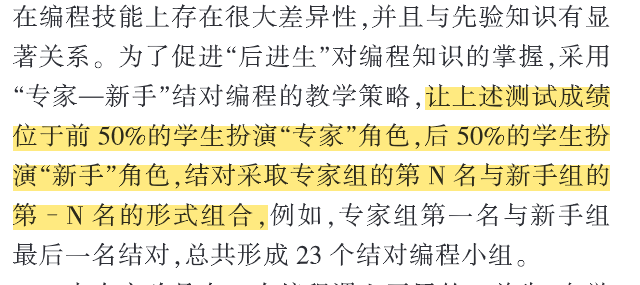 在编程技能上存在很大差异性,并且与先验知识有显
著关系。为了促进“后进生”对编程知识的掌握,采用
“专家—新手”结对编程的教学策略,让上述测试成绩
位于前 50%的学生扮演“专家”角色,后 50%的学生扮
演“新手”角色,结对采取专家组的第 N 名与新手组的
第 - N 名的形式组合,例如,专家组第一名与新手组
最后一名结对,总共形成 23 个结对编程小组。